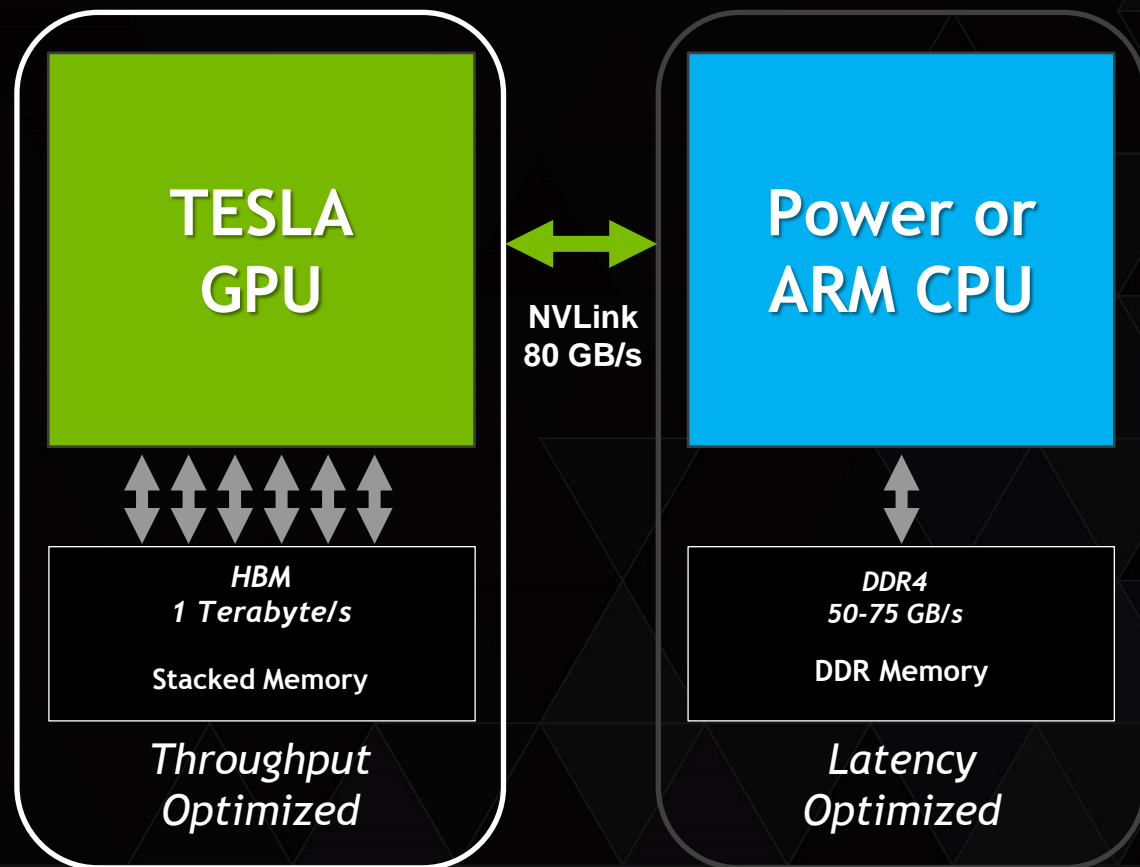 TESLA
GPU
NVLink
80 GB/s
Power or
ARM CPU
HBM
1 Terabyte/s
Stacked Memory
DDR4
50-75 GB/s
DDR Memory
Throughput
Optimized
Latency
Optimized